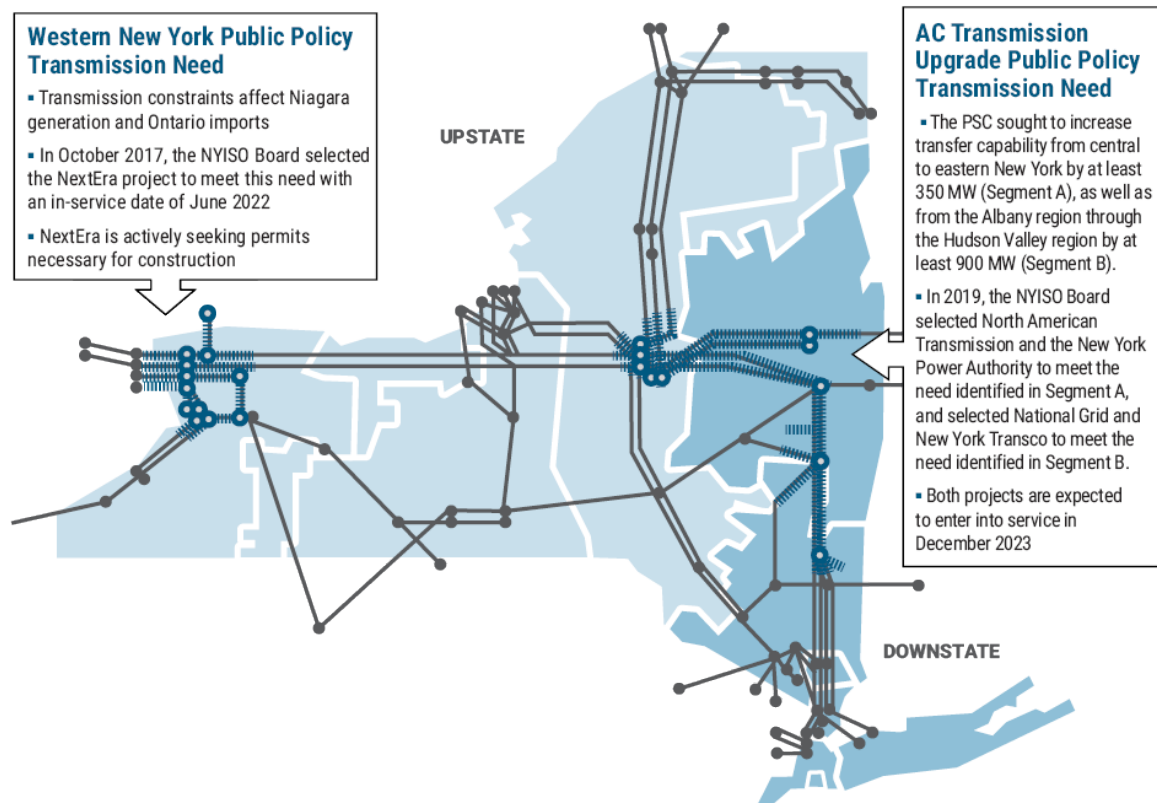 Western New York Public Policy
Transmission Need
▪ Transmission constraints affect Niagara
generation and Ontario imports
▪ In October 2017, the NYISO Board selected
the NextEra project to meet this need with
an in-service date of June 2022
▪ NextEra is actively seeking permits
necessary for construction
UPSTATE
AC Transmission
Upgrade Public Policy
Transmission Need
▪ The PSC sought to increase
transfer capability from central
to eastern New York by at least
350 MW (Segment A), as well as
from the Albany region through
the Hudson Valley region by at
least 900 MW (Segment B).
▪ In 2019, the NYISO Board
selected North American
Transmission and the New York
Power Authority to meet the
need identified in Segment A,
and selected National Grid and
New York Transco to meet the
need identified in Segment B.
▪ Both projects are expected
to enter into service in
December 2023
DOWNSTATE